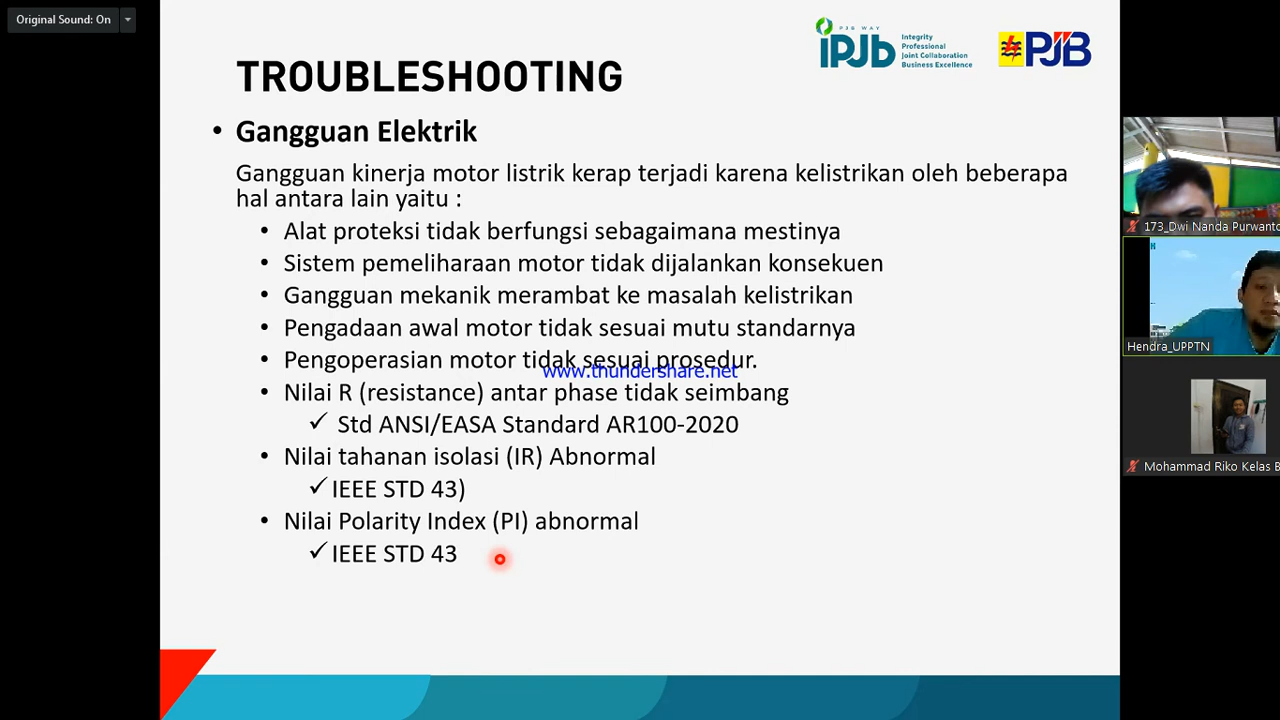 Original Sound: On
PJB WAY
iPJb
Integrity
Professional
Joint Collaboration
Business Excellence
PJB
TROUBLESHOOTING
• Gangguan Elektrik
Gangguan kinerja motor listrik kerap terjadi karena kelistrikan oleh beberapa
hal antara lain yaitu :
• Alat proteksi tidak berfungsi sebagaimana mestinya
• Sistem pemeliharaan motor tidak dijalankan konsekuen
• Gangguan mekanik merambat ke masalah kelistrikan
• Pengadaan awal motor tidak sesuai mutu standarnya
• Pengoperasian motor tidak sesuai prosedur.
www.thundershare.net
• Nilai R (resistance) antar phase tidak seimbang
✓ Std ANSI/EASA Standard AR100-2020
• Nilai tahanan isolasi (IR) Abnormal
✓ IEEE STD 43)
• Nilai Polarity Index (PI) abnormal
✓ IEEE STD 43
173_Dwi Nanda Purwanto
Hendra_UPPTN
Mohammad Riko Kelas B